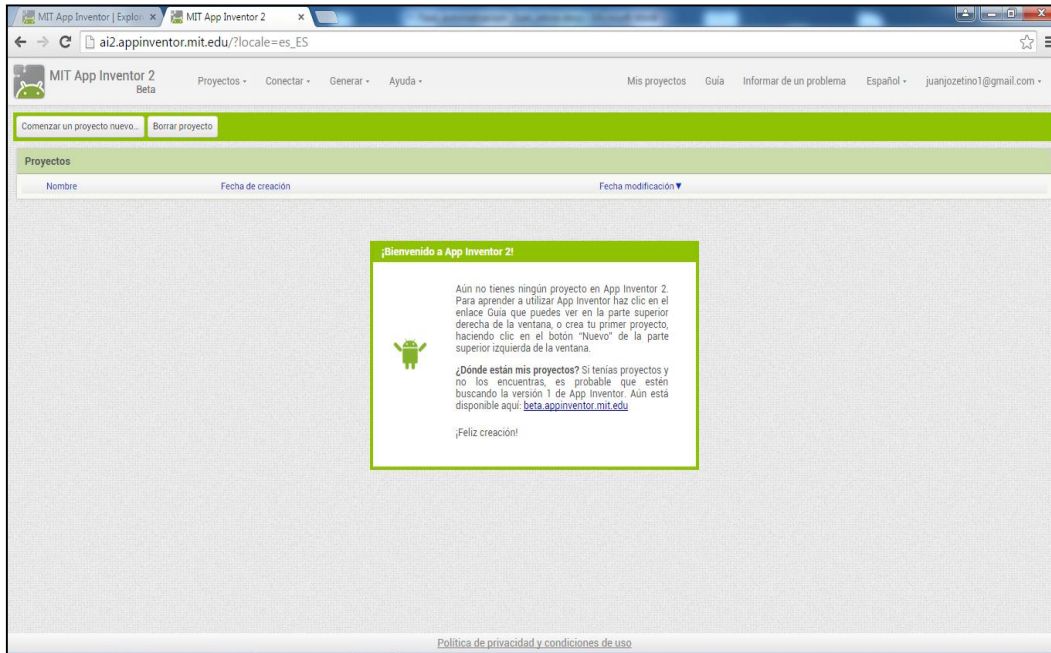 MIT App Inventor | Explor
MIT App Inventor 2
ai2.appinventor.mit.edu/?locale=es_ES
MIT App Inventor 2
Beta
Proyectos
Conectar
Generar
Ayuda
Mis proyectos
Guía
Informar de un problema
Español
juanjozetino1@gmail.com
Comenzar un proyecto nuevo...
Borrar proyecto
Proyectos
Nombre
Fecha de creación
Fecha modificación▼
¡Bienvenido a App Inventor 2!
Aún no tienes ningún proyecto en App Inventor 2.
Para aprender a utilizar App Inventor haz clic en el
enlace Guía que puedes ver en la parte superior
derecha de la ventana, o crea tu primer proyecto,
haciendo clic en el botón "Nuevo" de la parte
superior izquierda de la ventana.
¿Dónde están mis proyectos? Si tenías proyectos y
no los encuentras, es probable que estén
buscando la versión 1 de App Inventor. Aún está
disponible aquí: beta.appinventor.mit.edu
¡Feliz creación!
Política de privacidad y condiciones de uso